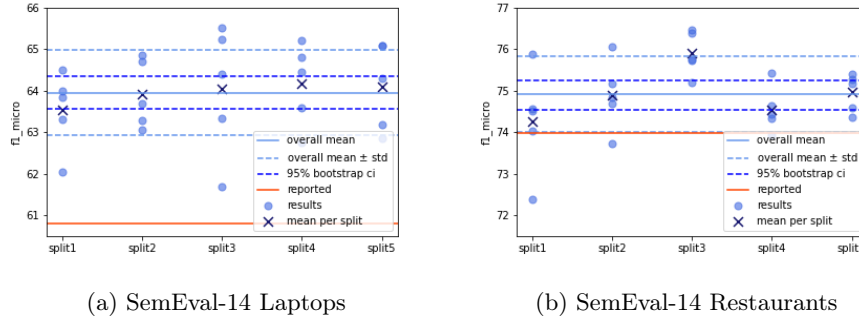 66
65
64
63
62
61
f1_micro
overall mean
overall mean ± std
95% bootstrap ci
reported
results
mean per split
split1 split2 split3 split4 split5
(a) SemEval-14 Laptops
77
76
75
74
73
72
f1_micro
overall mean
overall mean ± std
95% bootstrap ci
reported
results
mean per split
split1 split2 split3 split4 split
(b) SemEval-14 Restaurants